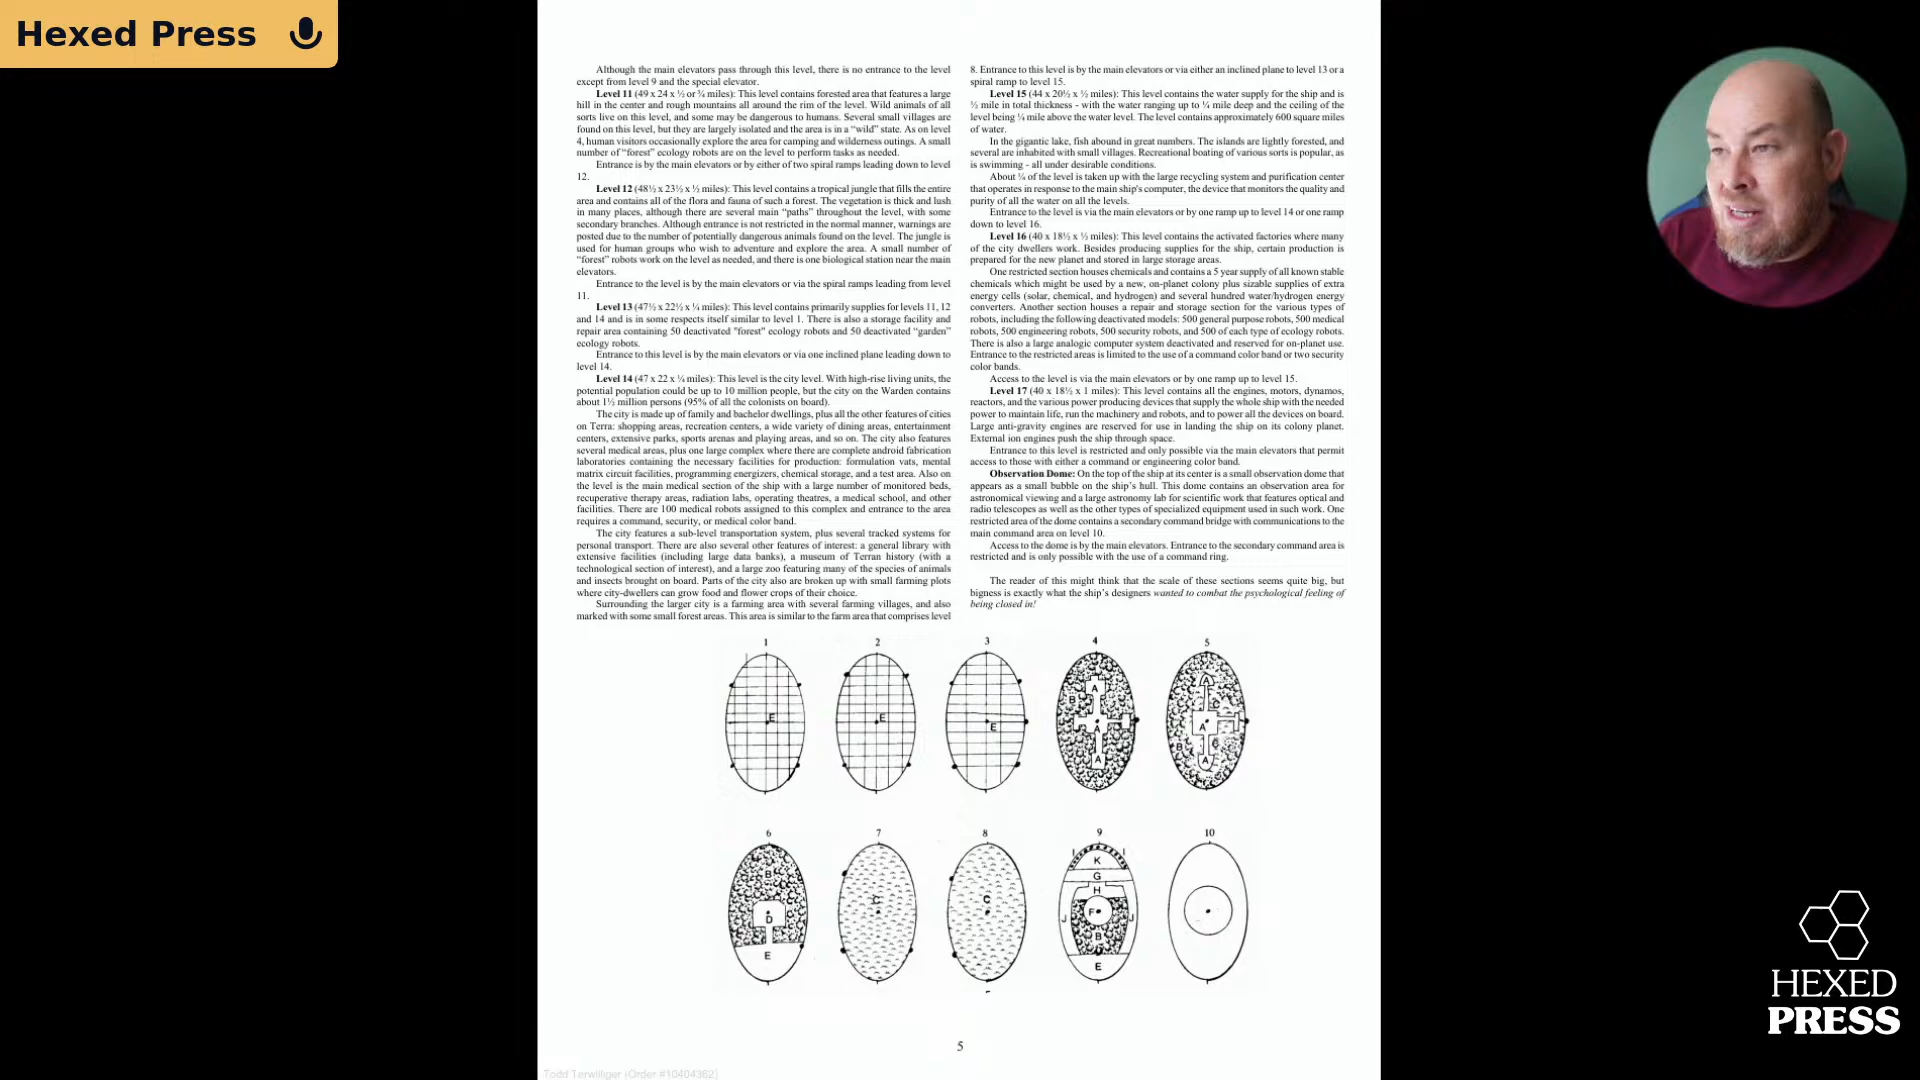 Hexed Press
Although the main elevators pass through this level, there is no entrance to the level
except from level 9 and the special elevator.
Level 11 (49 x 24 x ½ or ¾ miles): This level contains forested area that features a large
hill in the center and rough mountains all around the rim of the level. Wild animals of all
sorts live on this level, and some may be dangerous to humans. Several small villages are
found on this level, but they are largely isolated and the area is in a “wild” state. As on level
4, human visitors occasionally explore the area for camping and wilderness outings. A small
number of “forest” ecology robots are on the level to perform tasks as needed.
Entrance is by the main elevators or by either of two spiral ramps leading down to level
12.
Level 12 (48½ x 23½ x ½ miles): This level contains a tropical jungle that fills the entire
area and contains all of the flora and fauna of such a forest. The vegetation is thick and lush
in many places, although there are several main “paths” throughout the level, with some
secondary branches. Although entrance is not restricted in the normal manner, warnings are
posted due to the number of potentially dangerous animals found on the level. The jungle is
used for human groups who wish to adventure and explore the area. A small number of
“forest” robots work on the level as needed, and there is one biological station near the main
elevators.
Entrance to the level is by the main elevators or via the spiral ramps leading from level
11.
Level 13 (47½ x 22½ x ¼ miles): This level contains primarily supplies for levels 11, 12
and 14 and is in some respects itself similar to level 1. There is also a storage facility and
repair area containing 50 deactivated "forest" ecology robots and 50 deactivated “garden”
ecology robots.
Entrance to this level is by the main elevators or via one inclined plane leading down to
level 14.
Level 14 (47 x 22 x ¼ miles): This level is the city level. With high-rise living units, the
potential population could be up to 10 million people, but the city on the Warden contains
about 1½ million persons (95% of all the colonists on board).
The city is made up of family and bachelor dwellings, plus all the other features of cities
on Terra: shopping areas, recreation centers, a wide variety of dining areas, entertainment
centers, extensive parks, sports arenas and playing areas, and so on. The city also features
several medical areas, plus one large complex where there are complete android fabrication
laboratories containing the necessary facilities for production: formulation vats, mental
matrix circuit facilities, programming energizers, chemical storage, and a test area. Also on
the level is the main medical section of the ship with a large number of monitored beds,
recuperative therapy areas, radiation labs, operating theatres, a medical school, and other
facilities. There are 100 medical robots assigned to this complex and entrance to the area
requires a command, security, or medical color band.
The city features a sub-level transportation system, plus several tracked systems for
personal transport. There are also several other features of interest: a general library with
extensive facilities (including large data banks), a museum of Terran history (with a
technological section of interest), and a large zoo featuring many of the species of animals
and insects brought on board. Parts of the city also are broken up with small farming plots
where city-dwellers can grow food and flower crops of their choice.
Surrounding the larger city is a farming area with several farming villages, and also
marked with some small forest areas. This area is similar to the farm area that comprises level
8. Entrance to this level is by the main elevators or via either an inclined plane to level 13 or a
spiral ramp to level 15.
Level 15 (44 x 20½ x ½ miles): This level contains the water supply for the ship and is
½ mile in total thickness - with the water ranging up to ¼ mile deep and the ceiling of the
level being ¼ mile above the water level. The level contains approximately 600 square miles
of water.
In the gigantic lake, fish abound in great numbers. The islands are lightly forested, and
several are inhabited with small villages. Recreational boating of various sorts is popular, as
is swimming - all under desirable conditions.
About ¼ of the level is taken up with the large recycling system and purification center
that operates in response to the main ship's computer, the device that monitors the quality and
purity of all the water on all the levels.
Entrance to the level is via the main elevators or by one ramp up to level 14 or one ramp
down to level 16.
Level 16 (40 x 18½ x ½ miles): This level contains the activated factories where many
of the city dwellers work. Besides producing supplies for the ship, certain production is
prepared for the new planet and stored in large storage areas.
One restricted section houses chemicals and contains a 5 year supply of all known stable
chemicals which might be used by a new, on-planet colony plus sizable supplies of extra
energy cells (solar, chemical, and hydrogen) and several hundred water/hydrogen energy
converters. Another section houses a repair and storage section for the various types of
robots, including the following deactivated models: 500 general purpose robots, 500 medical
robots, 500 engineering robots, 500 security robots, and 500 of each type of ecology robots.
There is also a large analogic computer system deactivated and reserved for on-planet use.
Entrance to the restricted areas is limited to the use of a command color band or two security
color bands.
Access to the level is via the main elevators or by one ramp up to level 15.
Level 17 (40 x 18½ x 1 miles): This level contains all the engines, motors, dynamos,
reactors, and the various power producing devices that supply the whole ship with the needed
power to maintain life, run the machinery and robots, and to power all the devices on board.
Large anti-gravity engines are reserved for use in landing the ship on its colony planet.
External ion engines push the ship through space.
Entrance to this level is restricted and only possible via the main elevators that permit
access to those with either a command or engineering color band.
Observation Dome: On the top of the ship at its center is a small observation dome that
appears as a small bubble on the ship’s hull. This dome contains an observation area for
astronomical viewing and a large astronomy lab for scientific work that features optical and
radio telescopes as well as the other types of specialized equipment used in such work. One
restricted area of the dome contains a secondary command bridge with communications to the
main command area on level 10.
Access to the dome is by the main elevators. Entrance to the secondary command area is
restricted and is only possible with the use of a command ring.
The reader of this might think that the scale of these sections seems quite big, but
bigness is exactly what the ship’s designers wanted to combat the psychological feeling of
being closed in!
1 2 3 4 5
E E E B A A A A C A B C A
6 7 8 9 10
B D E C C I I K G H J F J B E
5
Todd Terwilliger (Order #10404362)
HEXED
PRESS